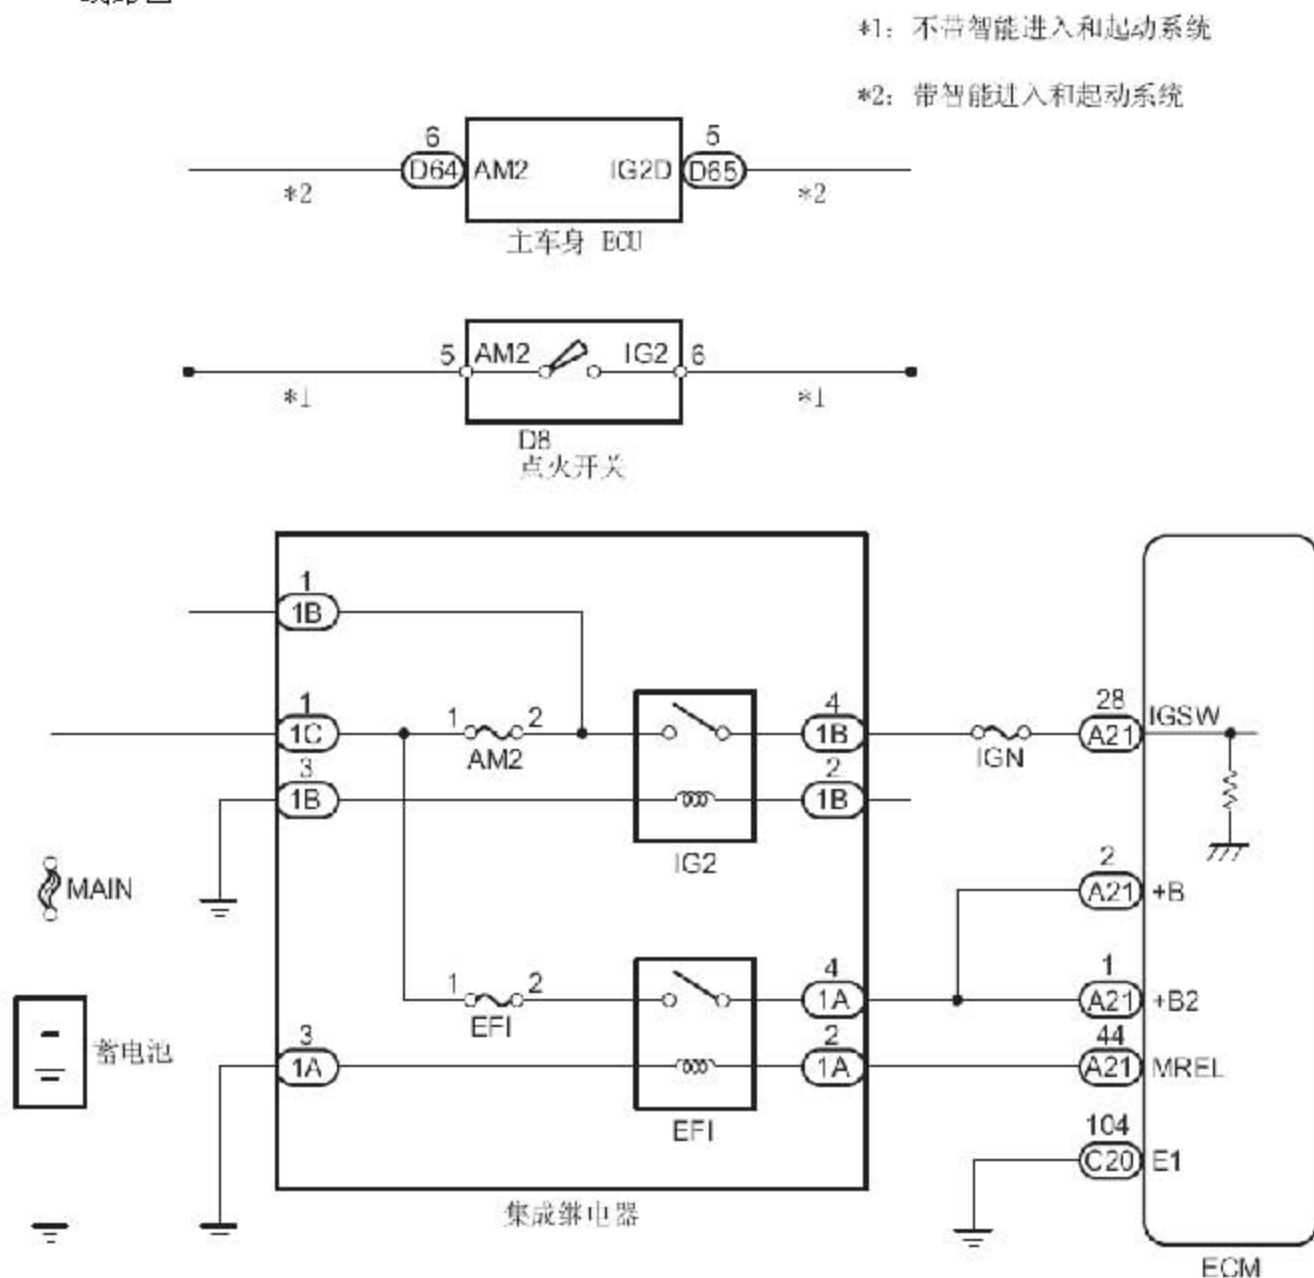 *1: 不带智能进入和起动系统
*2: 带智能进入和起动系统
6
D64
AM2
IG2D
5
D65
*2
*2
主车身 ECU
5
AM2
IG2
6
*1
*1
D8
点火开关
1
1B
1
1C
1
2
AM2
4
1B
28
A21
IGSW
IGN
3
1B
2
1B
IG2
MAIN
2
A21
+B
1
2
EFI
4
1A
1
A21
+B2
蓄电池
3
1A
2
1A
44
A21
MREL
EFI
104
C20
E1
集成继电器
ECM